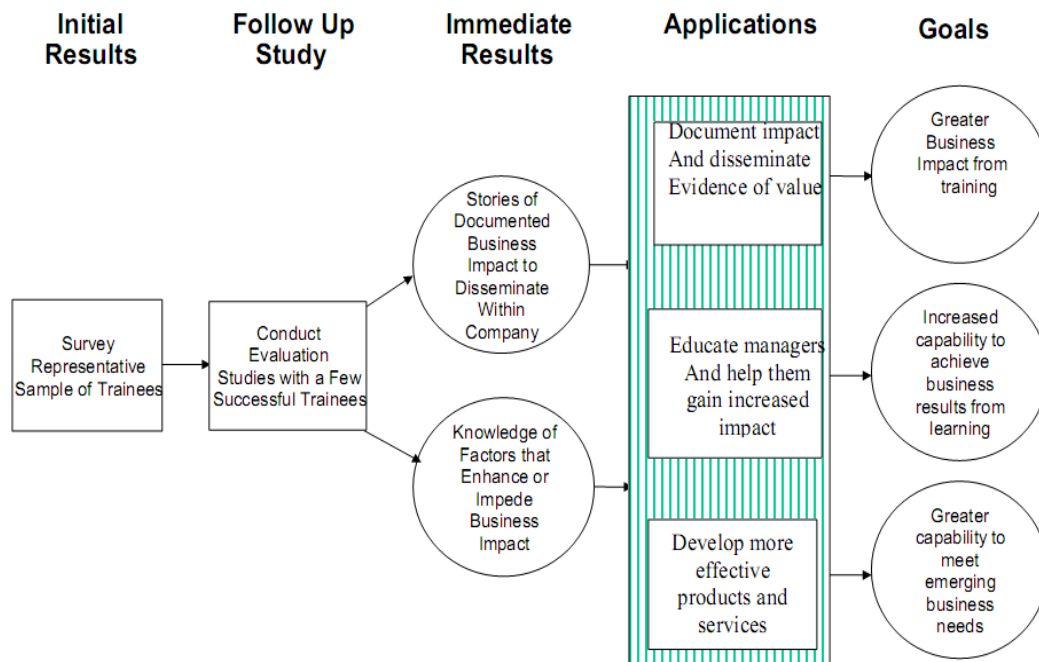 Initial
Results
Follow Up
Study
Immediate
Results
Applications
Goals
Survey
Representative
Sample of Trainees
Conduct
Evaluation
Studies with a Few
Successful Trainees
Stories of
Documented
Business
Impact to
Disseminate
Within
Company
Knowledge of
Factors that
Enhance or
Impede
Business
Impact
Document impact
And disseminate
Evidence of value
Educate managers
And help them
gain increased
impact
Develop more
effective
products and
services
Greater
Business
Impact from
training
Increased
capability to
achieve
business
results from
learning
Greater
capability to
meet
emerging
business
needs